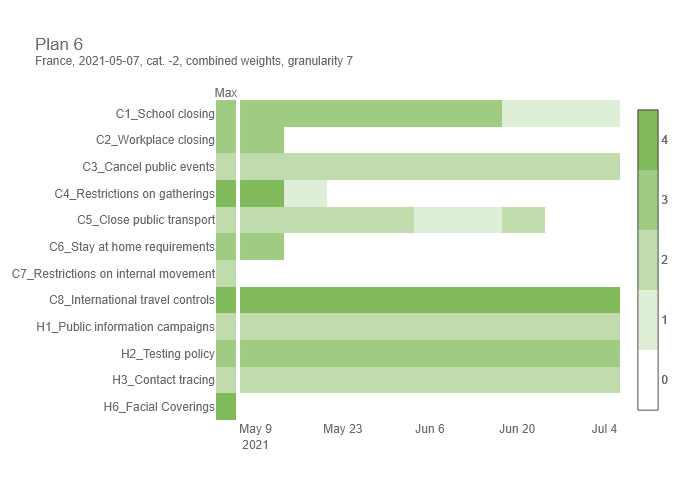 Plan 6
France, 2021-05-07, cat. -2, combined weights, granularity 7
Max
C1_School closing
C2_Workplace closing
C3_Cancel public events
C4_Restrictions on gatherings
C5_Close public transport
C6_Stay at home requirements
C7_Restrictions on internal movement
C8_International travel controls
H1_Public information campaigns
H2_Testing policy
H3_Contact tracing
H6_Facial Coverings
May 9 May 23 Jun 6 Jun 20 Jul 4
2021
4
3
2
1
0